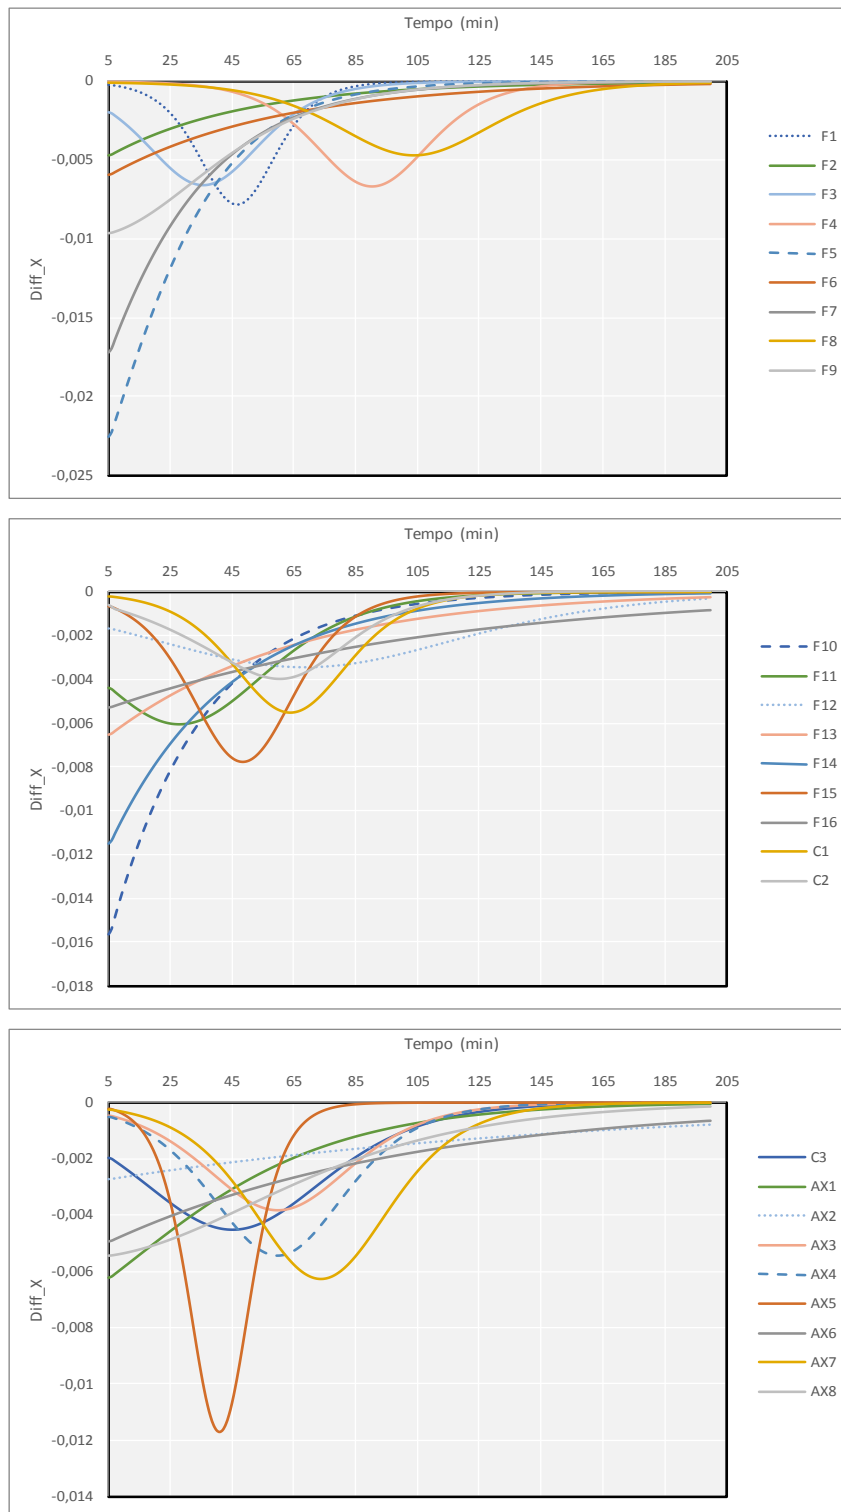 Tempo (min)
5 25 45 65 85 105 125 145 165 185 205
0
-0,005
-0,01
-0,015
-0,02
-0,025
Diff_X
F1
F2
F3
F4
F5
F6
F7
F8
F9
Tempo (min)
5 25 45 65 85 105 125 145 165 185 205
0
-0,002
-0,004
-0,006
-0,008
-0,01
-0,012
-0,014
-0,016
-0,018
Diff_X
F10
F11
F12
F13
F14
F15
F16
C1
C2
Tempo (min)
5 25 45 65 85 105 125 145 165 185 205
0
-0,002
-0,004
-0,006
-0,008
-0,01
-0,012
-0,014
Diff_X
C3
AX1
AX2
AX3
AX4
AX5
AX6
AX7
AX8